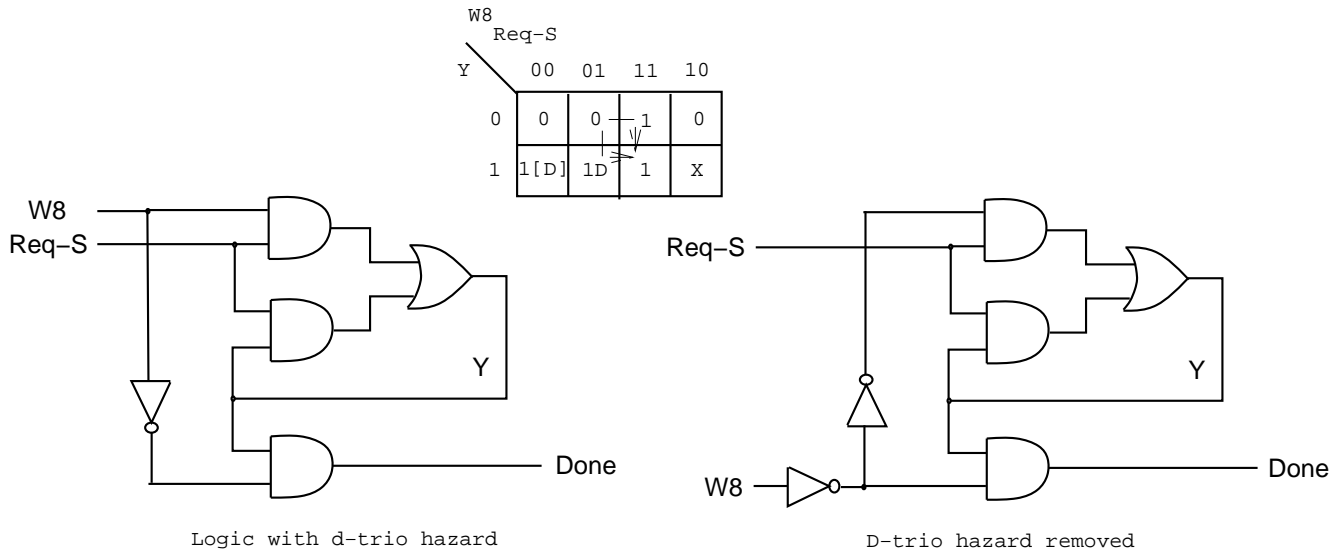 W8
Req-S
Y 00 01 11 10
0 0 0 1 0
1 1[D] 1D 1 X
W8
Req-S
Y
Done
Logic with d-trio hazard
Req-S
Y
W8
Done
D-trio hazard removed